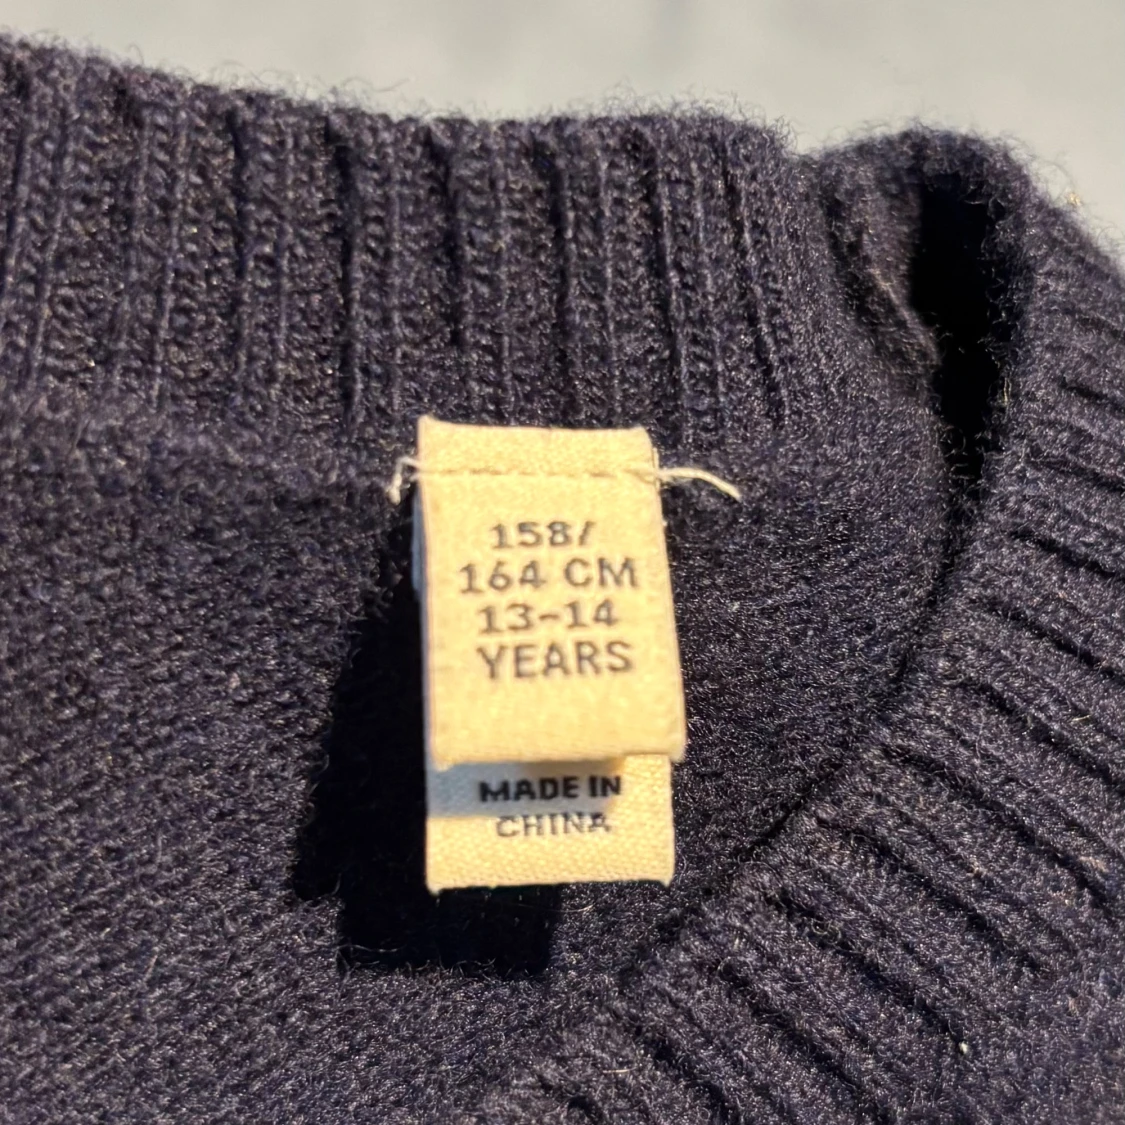 158/
164 CM
13-14
YEARS
MADE IN
CHINA